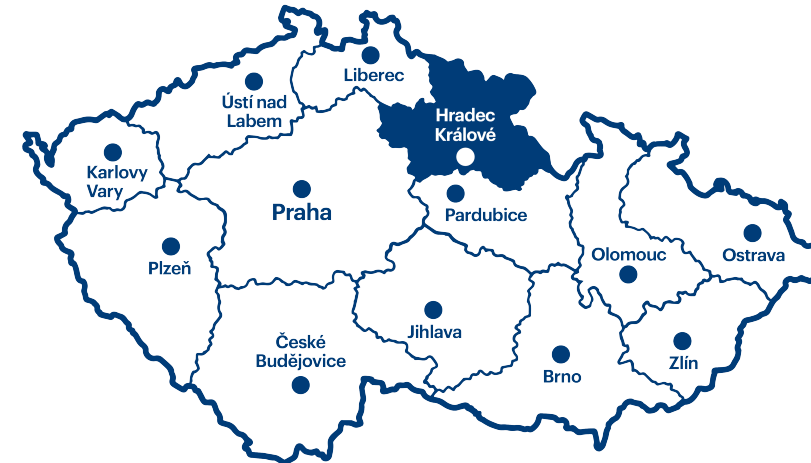 Liberec
Ústí nad
Labem
Hradec
Králové
Karlovy
Vary
Praha
Pardubice
Plzeň
Olomouc
Ostrava
Jihlava
České
Budějovice
Brno
Zlín